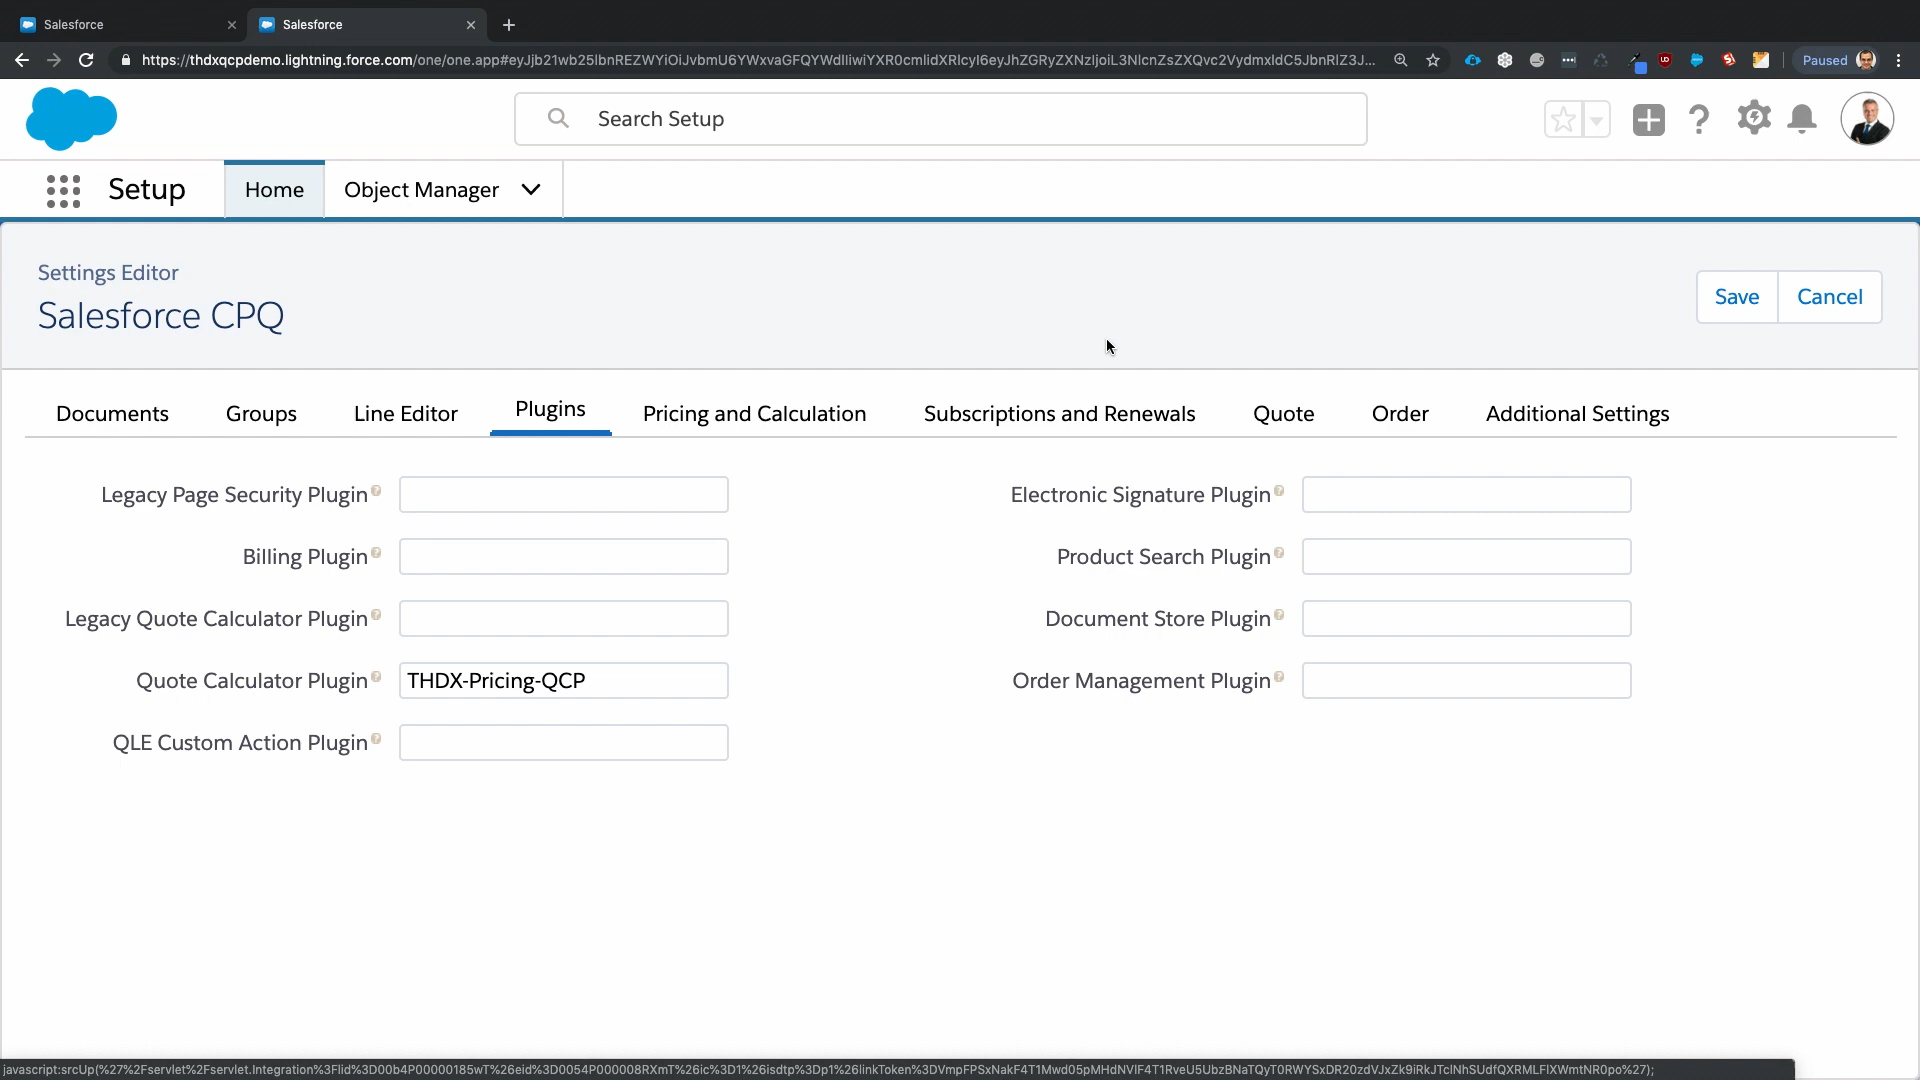 Salesforce
Salesforce
https://thdxqcpdemo.lightning.force.com/one/one.app#
Paused
Search Setup
Setup
Home
Object Manager
Settings Editor
Salesforce CPQ
Save
Cancel
Documents
Groups
Line Editor
Plugins
Pricing and Calculation
Subscriptions and Renewals
Quote
Order
Additional Settings
Legacy Page Security Plugin
Electronic Signature Plugin
Billing Plugin
Product Search Plugin
Legacy Quote Calculator Plugin
Document Store Plugin
Quote Calculator Plugin
THDX-Pricing-QCP
Order Management Plugin
QLE Custom Action Plugin